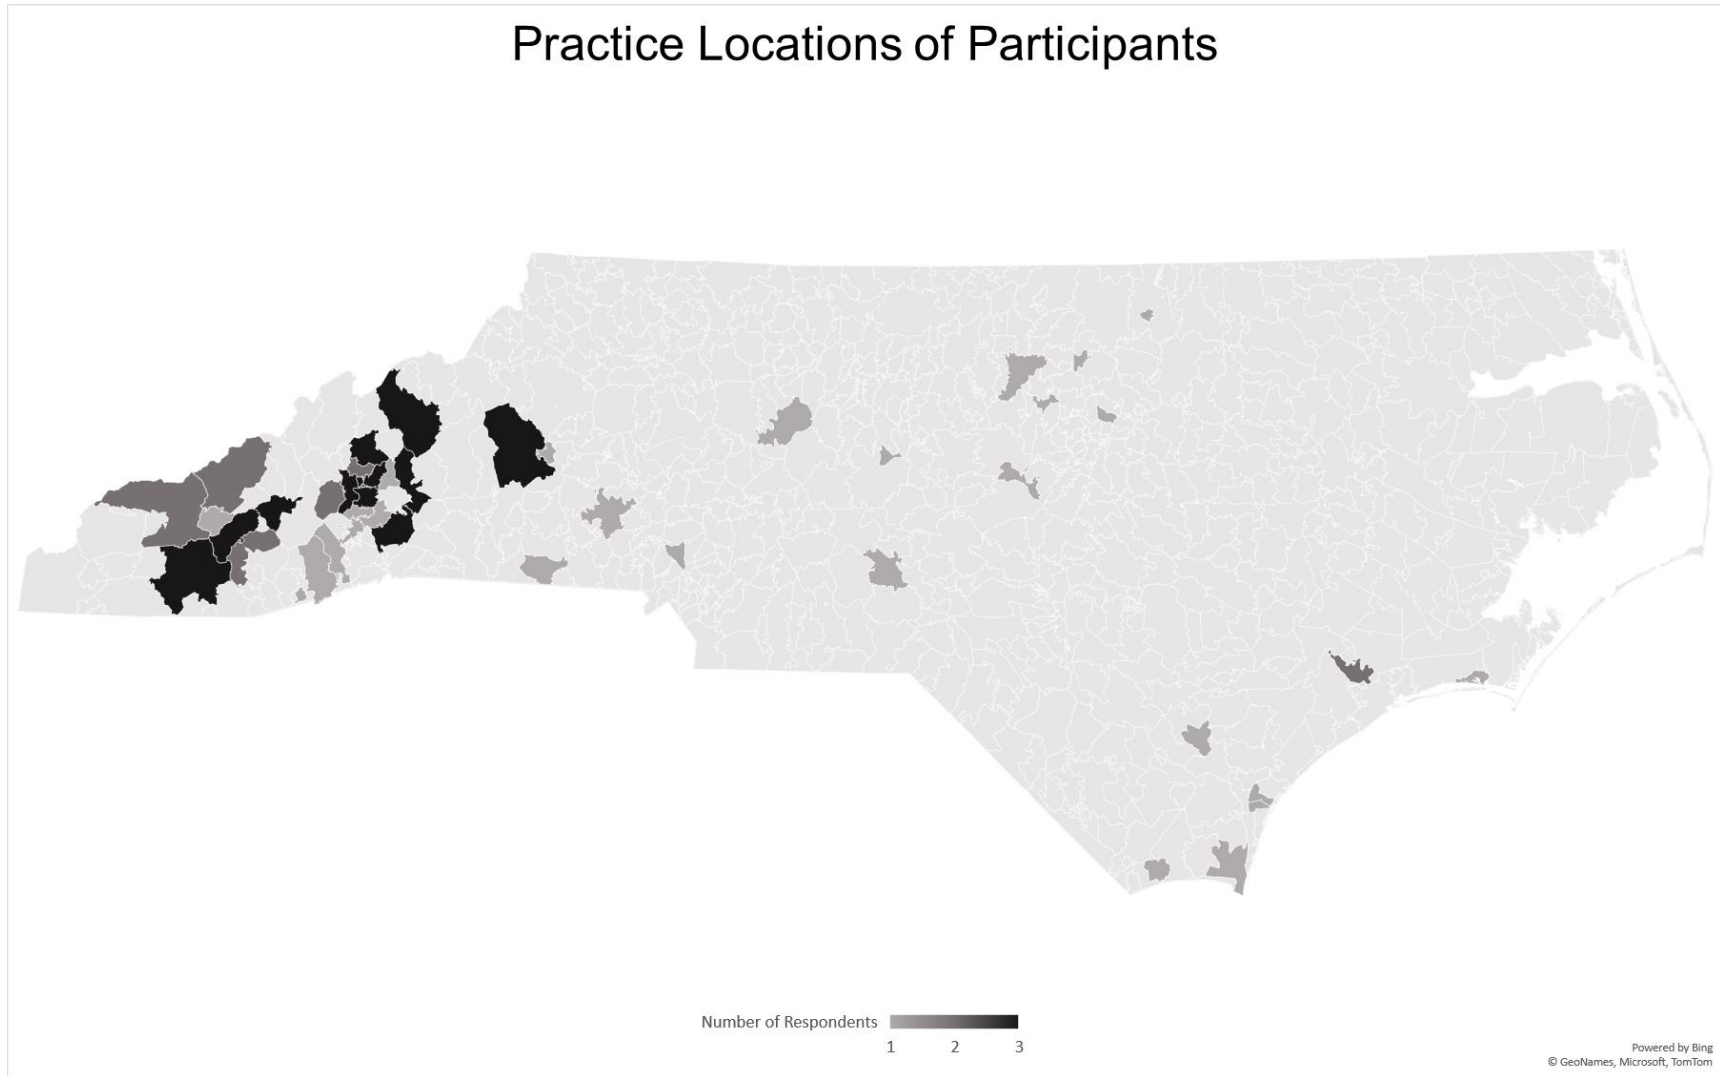 Practice Locations of Participants
Number of Respondents
1 2 3
Powered by Bing
© GeoNames, Microsoft, TomTom